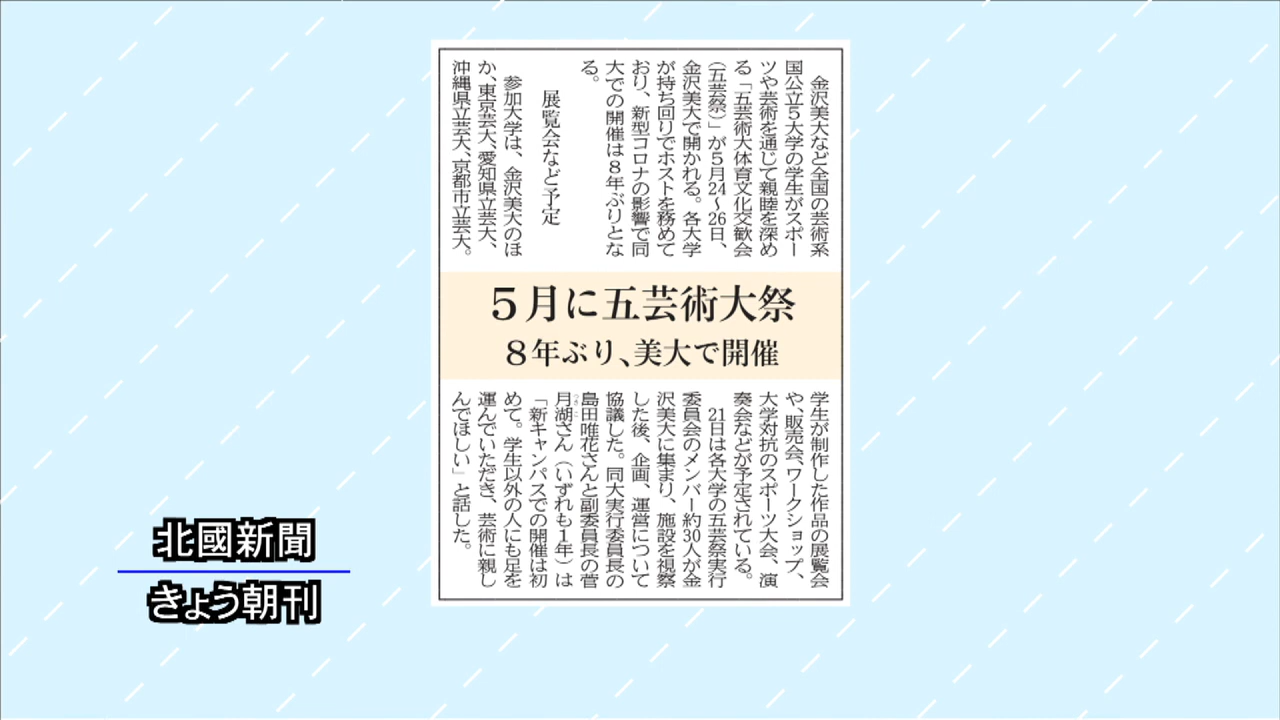 ５月に五芸術大祭
８年ぶり、美大で開催
　金沢美大など全国の芸術系
国公立５大学の学生がスポー
ツや芸術を通じて親睦を深め
る「五芸術大体育文化交歓会
（五芸祭）」が５月24～26日、
金沢美大で開かれる。各大学
が持ち回りでホストを務めて
おり、新型コロナの影響で同
大での開催は８年ぶりとな
る。
展覧会など予定
　参加大学は、金沢美大のほ
か、東京芸大、愛知県立芸大、
沖縄県立芸大、京都市立芸大。
学生が制作した作品の展覧会
や、販売会、ワークショップ、
大学対抗のスポーツ大会、演
奏会などが予定されている。
　21日は各大学の五芸祭実行
委員会のメンバー約30人が金
沢美大に集まり、施設を視察
した後、企画、運営について
協議した。同大実行委員長の
島田唯花さんと副委員長の菅
月湖さん（いずれも１年）は
「新キャンパスでの開催は初
めて。学生以外の人にも足を
運んでいただき、芸術に親し
んでほしい」と話した。
北國新聞
きょう朝刊